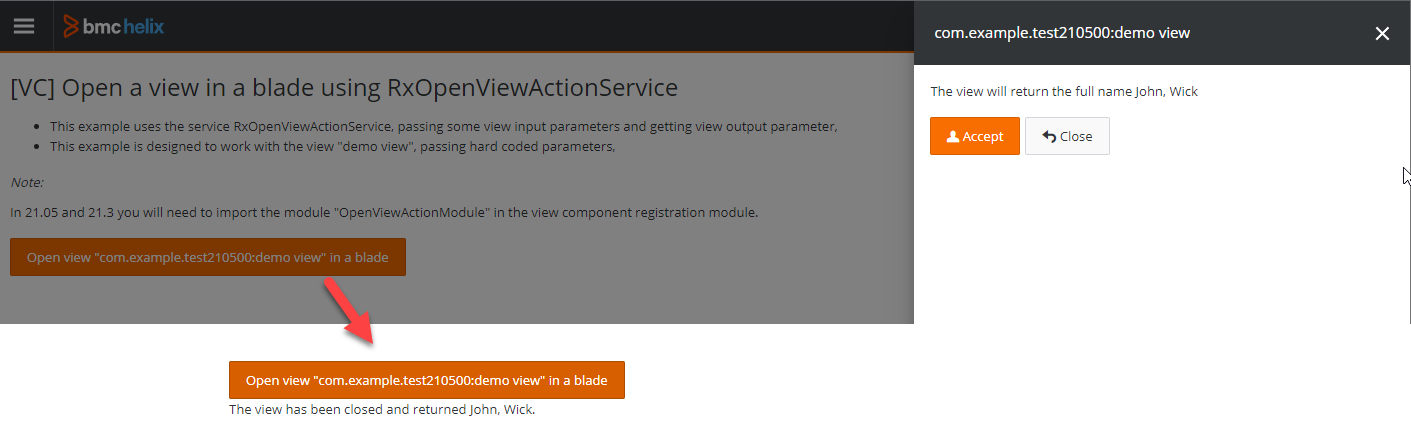 bmc helix
com.example.test210500:demo view
[VC] Open a view in a blade using RxOpenViewActionService
The view will return the full name John, Wick
This example uses the service RxOpenViewActionService, passing some view input parameters and getting view output parameter,
This example is designed to work with the view "demo view", passing hard coded parameters,
Accept
Close
Note:
In 21.05 and 21.3 you will need to import the module "OpenViewActionModule" in the view component registration module.
Open view "com.example.test210500:demo view" in a blade
Open view "com.example.test210500:demo view" in a blade
The view has been closed and returned John, Wick.